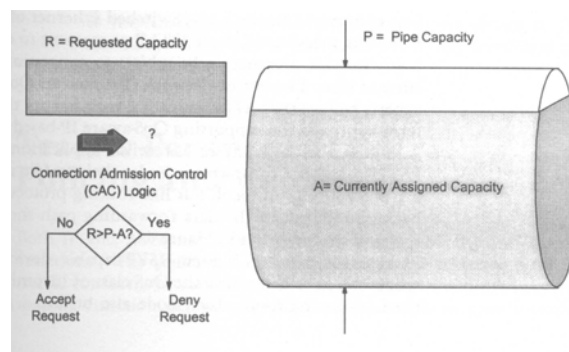 R = Requested Capacity
P = Pipe Capacity
?
Connection Admission Control
(CAC) Logic
A= Currently Assigned Capacity
No
R>P-A?
Yes
Accept
Request
Deny
Request